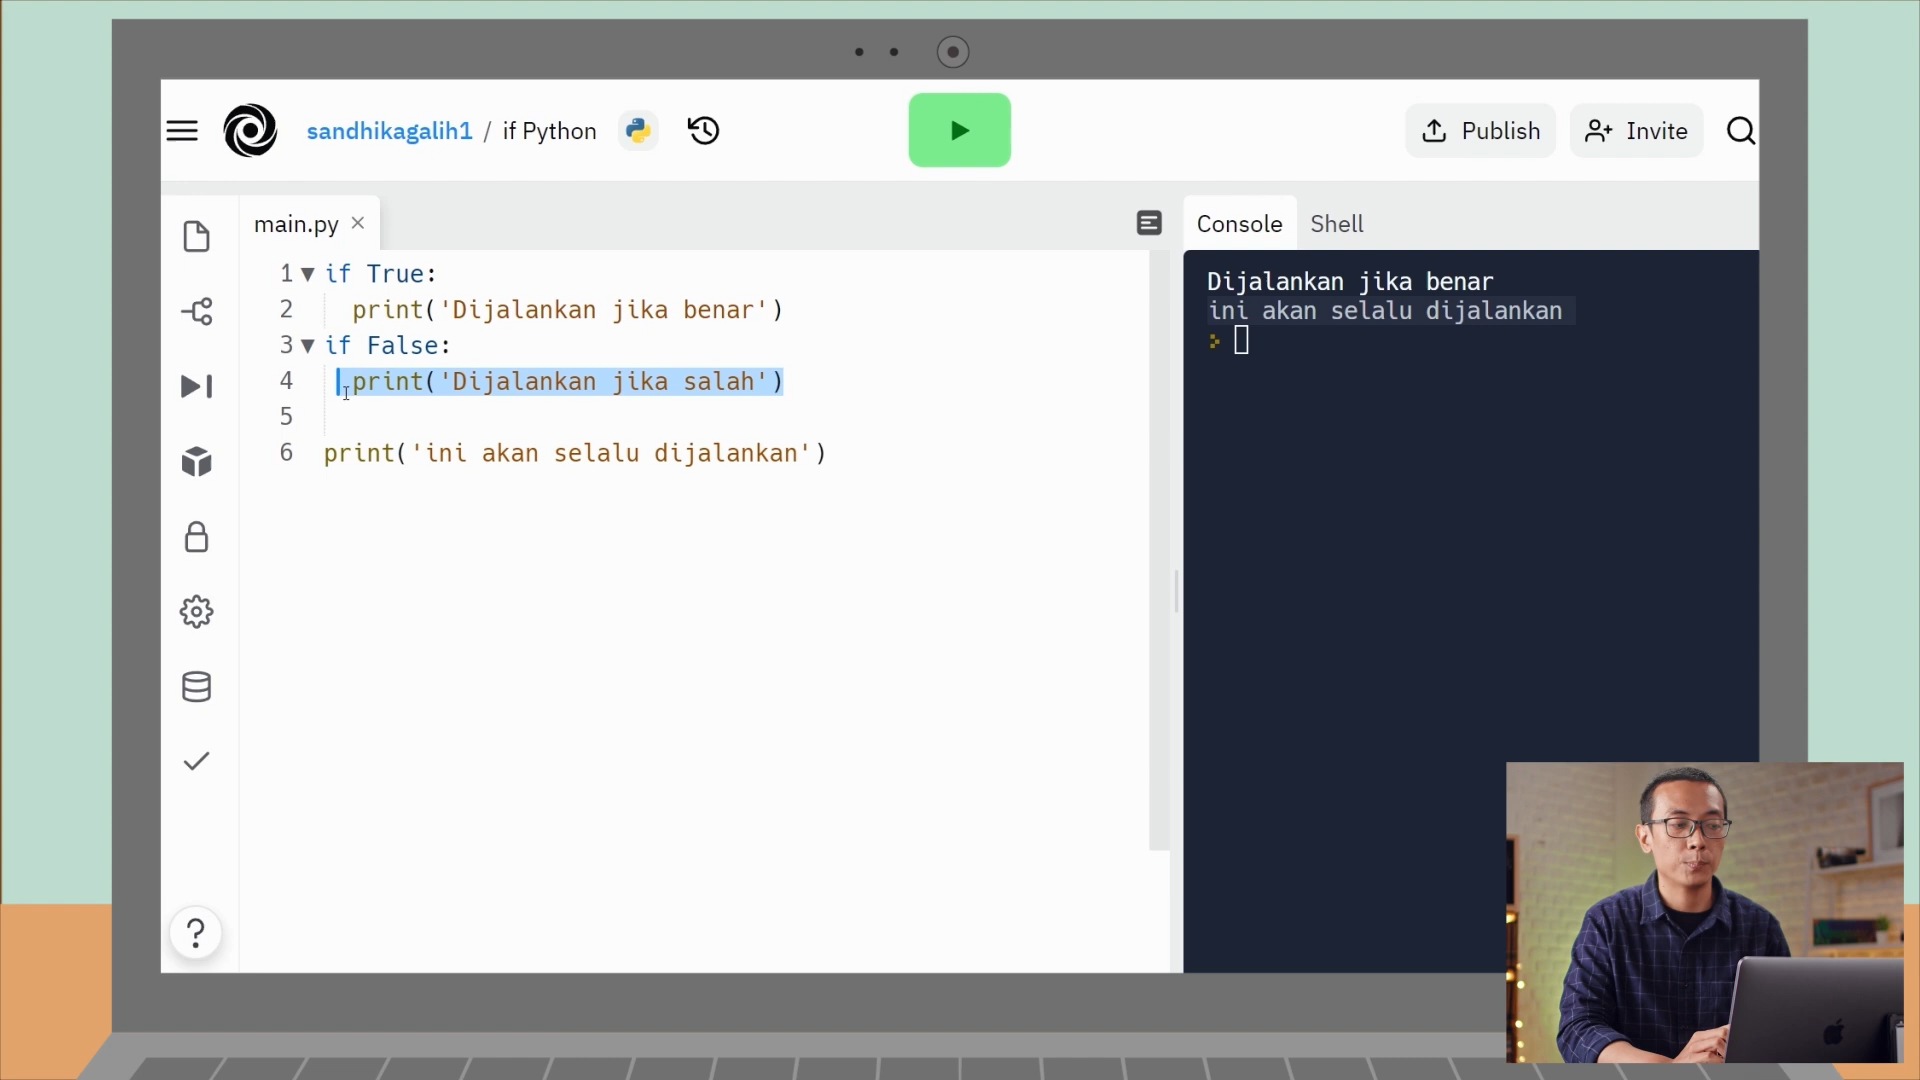 sandhikagalih1 / if Python
Publish
Invite
main.py
Console
Shell
1 if True:
2 print('Dijalankan jika benar')
3 if False:
4 print('Dijalankan jika salah')
5
6 print('ini akan selalu dijalankan')
Dijalankan jika benar
ini akan selalu dijalankan
?